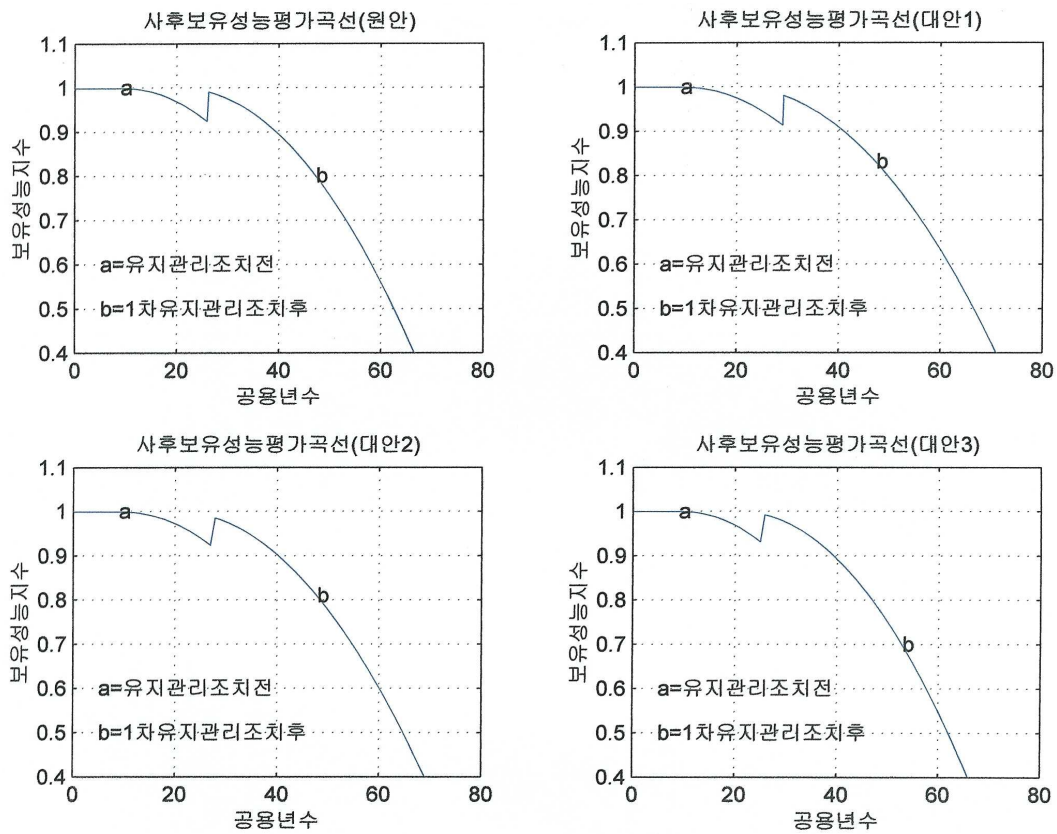 사후보유성능평가곡선(원안)
1.1
1
0.9
0.8
0.7
0.6
0.5
0.4
보유성능지수
a
b
a=유지관리조치전
b=1차유지관리조치후
0 20 40 60 80
공용년수
사후보유성능평가곡선(대안1)
1.1
1
0.9
0.8
0.7
0.6
0.5
0.4
보유성능지수
a
b
a=유지관리조치전
b=1차유지관리조치후
0 20 40 60 80
공용년수
사후보유성능평가곡선(대안2)
1.1
1
0.9
0.8
0.7
0.6
0.5
0.4
보유성능지수
a
b
a=유지관리조치전
b=1차유지관리조치후
0 20 40 60 80
공용년수
사후보유성능평가곡선(대안3)
1.1
1
0.9
0.8
0.7
0.6
0.5
0.4
보유성능지수
a
b
a=유지관리조치전
b=1차유지관리조치후
0 20 40 60 80
공용년수